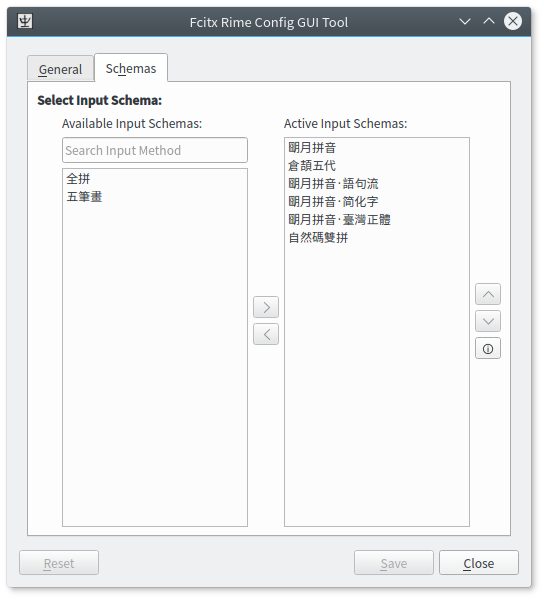 Fcitx Rime Config GUI Tool
General
Schemas
Select Input Schema:
Available Input Schemas:
Search Input Method
全拼
五筆畫
Active Input Schemas:
朙月拼音
倉頡五代
朙月拼音·語句流
朙月拼音·简化字
朙月拼音·臺灣正體
自然碼雙拼
Reset
Save
Close